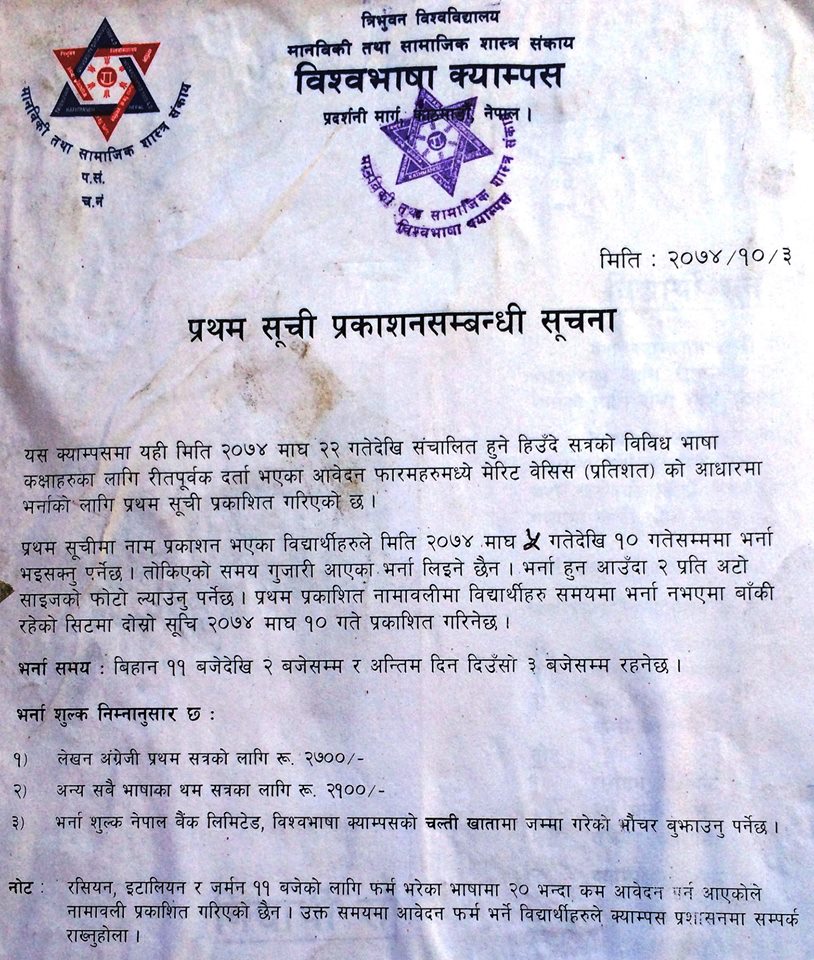 त्रिभुवन विश्वविद्यालय
मानविकी तथा सामाजिक शास्त्र संकाय
विश्वभाषा क्याम्पस
प्रदर्शनी मार्ग, काठमाडौं, नेपाल ।
मानविकी तथा सामाजिक शास्त्र संकाय
प.सं.
च.नं
मानविकी तथा सामाजिक शास्त्र संकाय
विश्वभाषा क्याम्पस
मिति : २०७४/१०/३
प्रथम सूची प्रकाशनसम्बन्धी सूचना
यस क्याम्पसमा यही मिति २०७४ माघ २२ गतेदेखि संचालित हुने हिउँदे सत्रको विविध भाषा
कक्षाहरुका लागि रीतपूर्वक दर्ता भएका आवेदन फारमहरुमध्ये मेरिट वेसिस (प्रतिशत) को आधारमा
भर्नाको लागि प्रथम सूची प्रकाशित गरिएको छ ।
प्रथम सूचीमा नाम प्रकाशन भएका विद्यार्थीहरुले मिति २०७४ माघ गतेदेखि १० गतेसम्ममा भर्ना
भइसक्नु पर्नेछ । तोकिएको समय गुजारी आएका भर्ना लिइने छैन । भर्ना हुन आउँदा २ प्रति अटो
साइजको फोटो ल्याउनु पर्नेछ । प्रथम प्रकाशित नामावलीमा विद्यार्थीहरु समयमा भर्ना नभएमा बाँकी
रहेको सिटमा दोस्रो सूचि २०७४ माघ १० गते प्रकाशित गरिनेछ ।
भर्ना समय : बिहान ११ बजेदेखि २ बजेसम्म र अन्तिम दिन दिउँसो ३ बजेसम्म रहनेछ ।
भर्ना शुल्क निम्नानुसार छ :
१) लेखन अंग्रेजी प्रथम सत्रको लागि रू. २७००/-
२) अन्य सवै भाषाका थम सत्रका लागि रू. २१००/-
३) भर्ना शुल्क नेपाल बैंक लिमिटेड, विश्वभाषा क्याम्पसको चल्ती खातामा जम्मा गरेको भौचर बुझाउनु पर्नेछ ।
नोट : रसियन, इटालियन र जर्मन ११ बजेको लागि फर्म भरेका भाषामा २० भन्दा कम आवेदन पर्न आएकोले
नामावली प्रकाशित गरिएको छैन । उक्त समयमा आवेदन फर्म भर्ने विद्यार्थीहरुले क्याम्पस प्रशासनमा सम्पर्क
राख्नुहोला ।